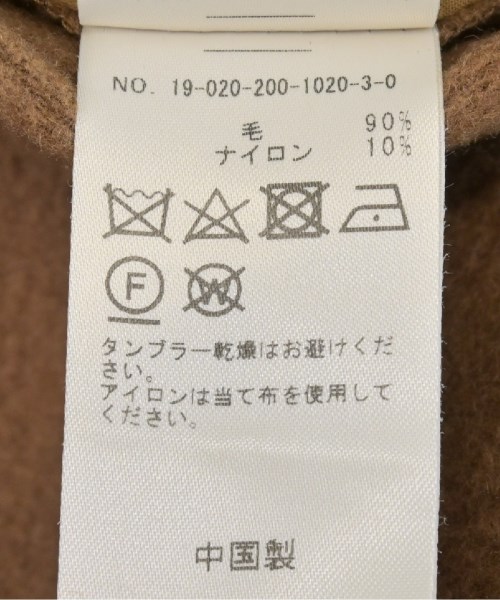 NO. 19-020-200-1020-3-0
毛 90%
ナイロン 10%
F W
タンブラー乾燥はお避けくだ
さい。
アイロンは当て布を使用して
ください。
中国製